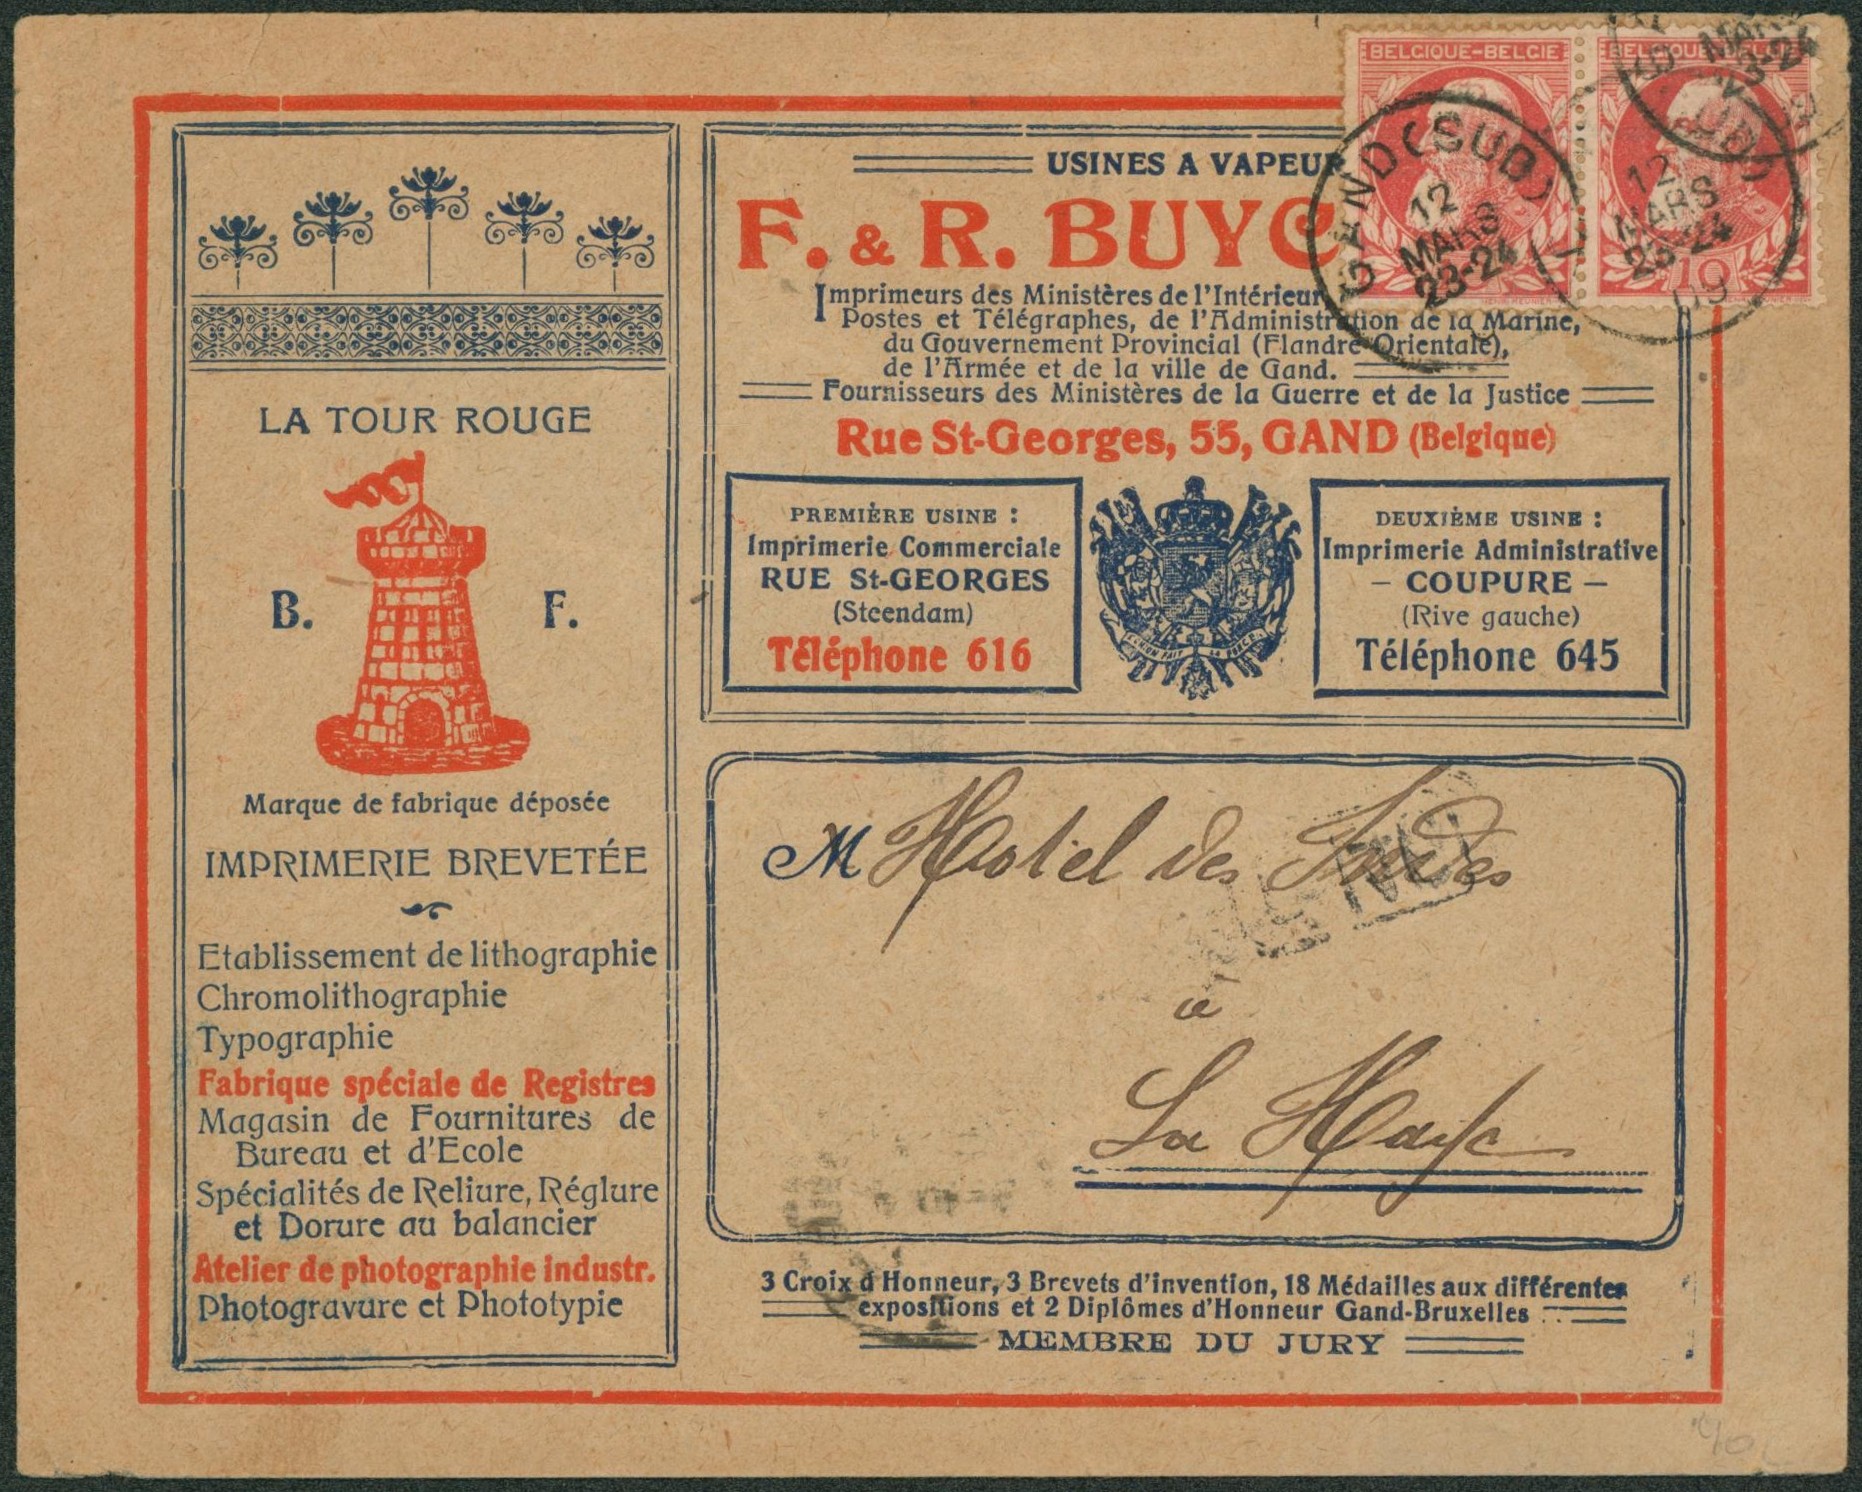 BELGIQUE-BELGIE
GAND (SUD)
12
MARS
23-24
12
MARS
23-24
09
10
LA TOUR ROUGE
B. F.
Marque de fabrique déposée
IMPRIMERIE BREVETÉE
Etablissement de lithographie
Chromolithographie
Typographie
Fabrique spéciale de Registres
Magasin de Fournitures de
Bureau et d'Ecole
Spécialités de Reliure, Réglure
et Dorure au balancier
Atelier de photographie industr.
Photogravure et Phototypie
USINES A VAPEUR
F. & R. BUYC
Imprimeurs des Ministères de l'Intérieur
Postes et Télégraphes, de l'Administration de la Marine,
du Gouvernement Provincial (Flandre Orientale),
de l'Armée et de la ville de Gand.
Fournisseurs des Ministères de la Guerre et de la Justice
Rue St-Georges, 55, GAND (Belgique)
PREMIÈRE USINE :
Imprimerie Commerciale
RUE St-GEORGES
(Steendam)
Téléphone 616
L'UNION FAIT LA FORCE
DEUXIÈME USINE :
Imprimerie Administrative
– COUPURE –
(Rive gauche)
Téléphone 645
M Hotel des Indes
à
La Haye
3 Croix d'Honneur, 3 Brevets d'invention, 18 Médailles aux différentes
expositions et 2 Diplômes d'Honneur Gand-Bruxelles
MEMBRE DU JURY